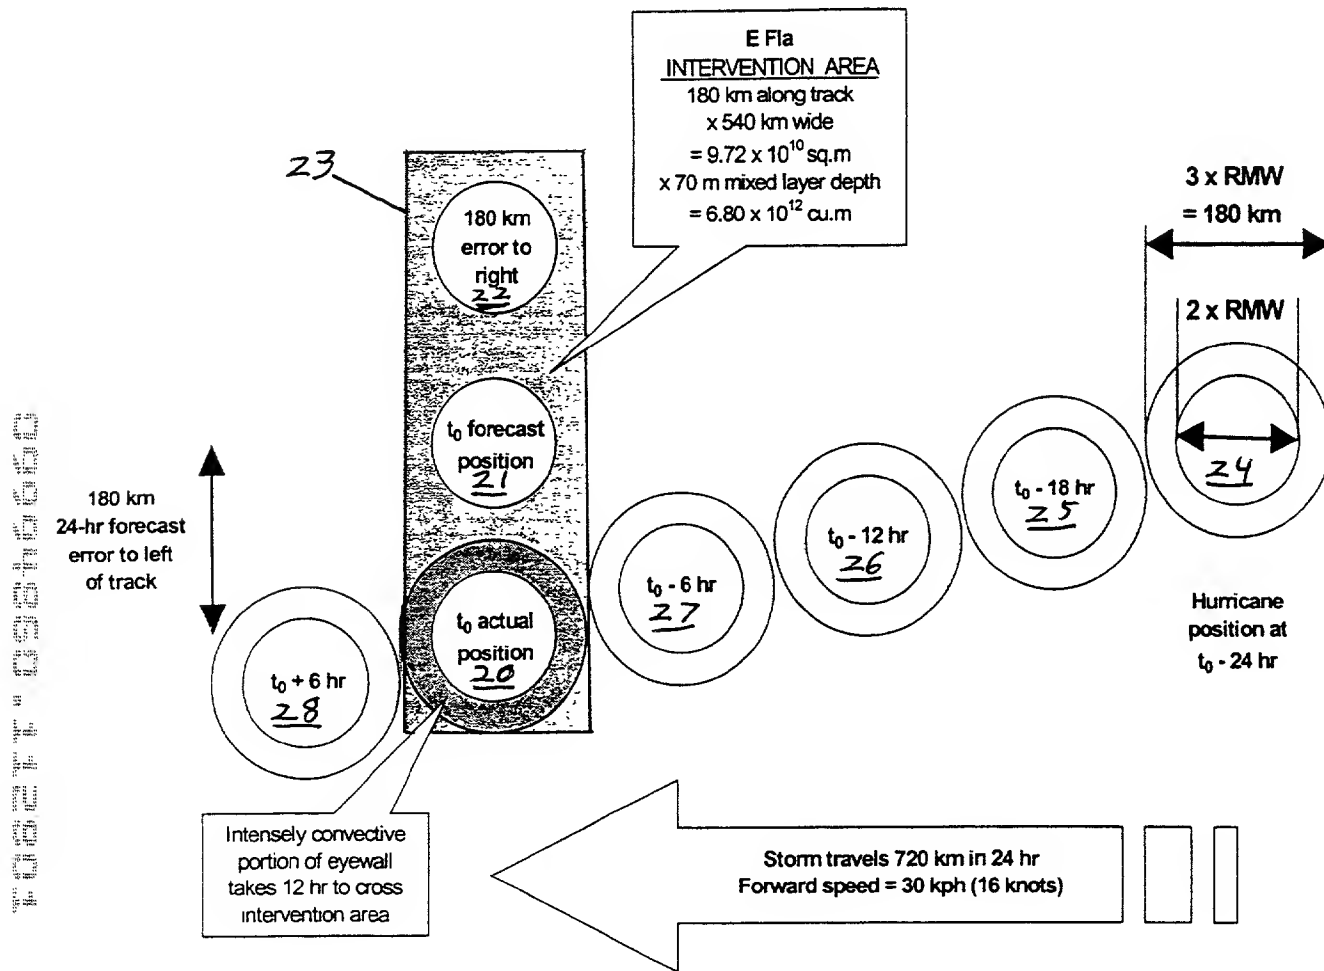 E Fla
INTERVENTION AREA
180 km along track
x 540 km wide
= 9.72 x 10¹⁰ sq.m
x 70 m mixed layer depth
= 6.80 x 10¹² cu.m
23
180 km
error to
right
22
3 x RMW
= 180 km
2 x RMW
24
t₀ forecast
position
21
180 km
24-hr forecast
error to left
of track
t₀ - 18 hr
25
t₀ - 12 hr
26
t₀ - 6 hr
27
t₀ actual
position
20
t₀ + 6 hr
28
Hurricane
position at
t₀ - 24 hr
Intensely convective
portion of eyewall
takes 12 hr to cross
intervention area
Storm travels 720 km in 24 hr
Forward speed = 30 kph (16 knots)